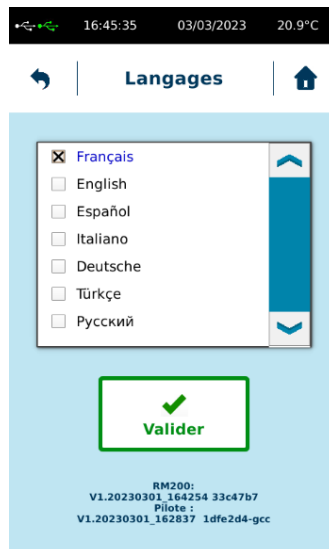 16:45:35 03/03/2023 20.9°C
Langages
Français
English
Español
Italiano
Deutsche
Türkçe
Русский
Valider
RM200:
V1.20230301_164254 33c47b7
Pilote :
V1.20230301_162837 1dfe2d4-gcc